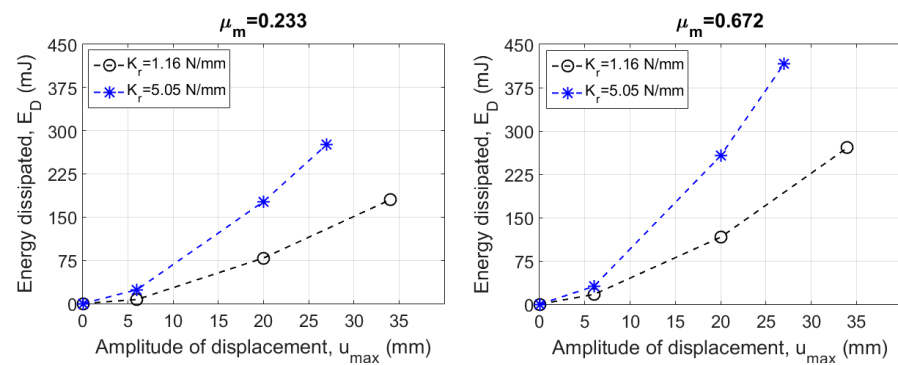 μm=0.233
Energy dissipated, ED (mJ)
450
375
300
225
150
75
0
Kr=1.16 N/mm
Kr=5.05 N/mm
0 5 10 15 20 25 30 35
Amplitude of displacement, umax (mm)
μm=0.672
Energy dissipated, ED (mJ)
450
375
300
225
150
75
0
Kr=1.16 N/mm
Kr=5.05 N/mm
0 5 10 15 20 25 30 35
Amplitude of displacement, umax (mm)